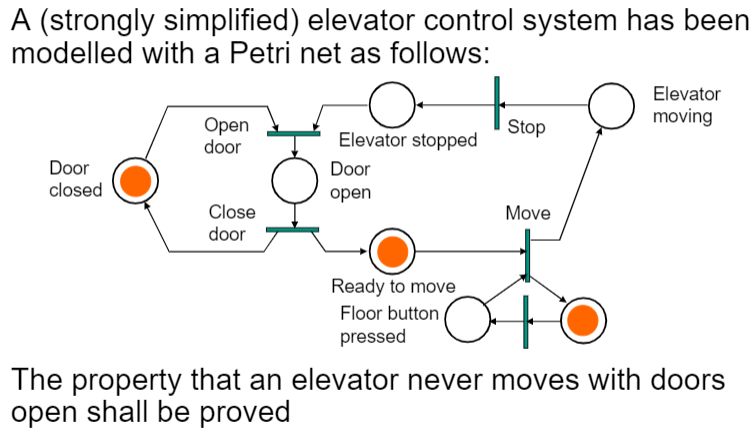 A (strongly simplified) elevator control system has been
modelled with a Petri net as follows:
Elevator
moving
Open
door
Elevator stopped
Stop
Door
closed
Door
open
Close
door
Move
Ready to move
Floor button
pressed
The property that an elevator never moves with doors
open shall be proved